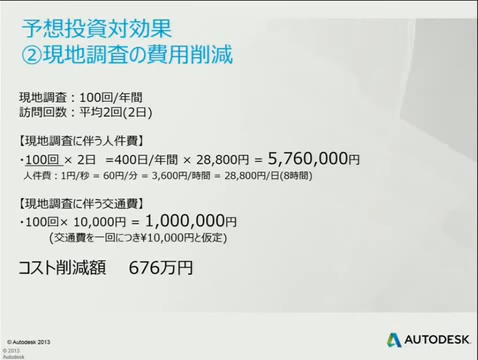 予想投資対効果
②現地調査の費用削減
現地調査：100回/年間
訪問回数：平均2回(2日)
【現地調査に伴う人件費】
・100回 × 2日 =400日/年間 × 28,800円 = 5,760,000円
人件費：1円/秒 = 60円/分 = 3,600円/時間 = 28,800円/日(8時間)
【現地調査に伴う交通費】
・100回× 10,000円 = 1,000,000円
(交通費を一回につき¥10,000円と仮定)
コスト削減額 676万円
© Autodesk 2013
© 2013
Autodesk
AUTODESK